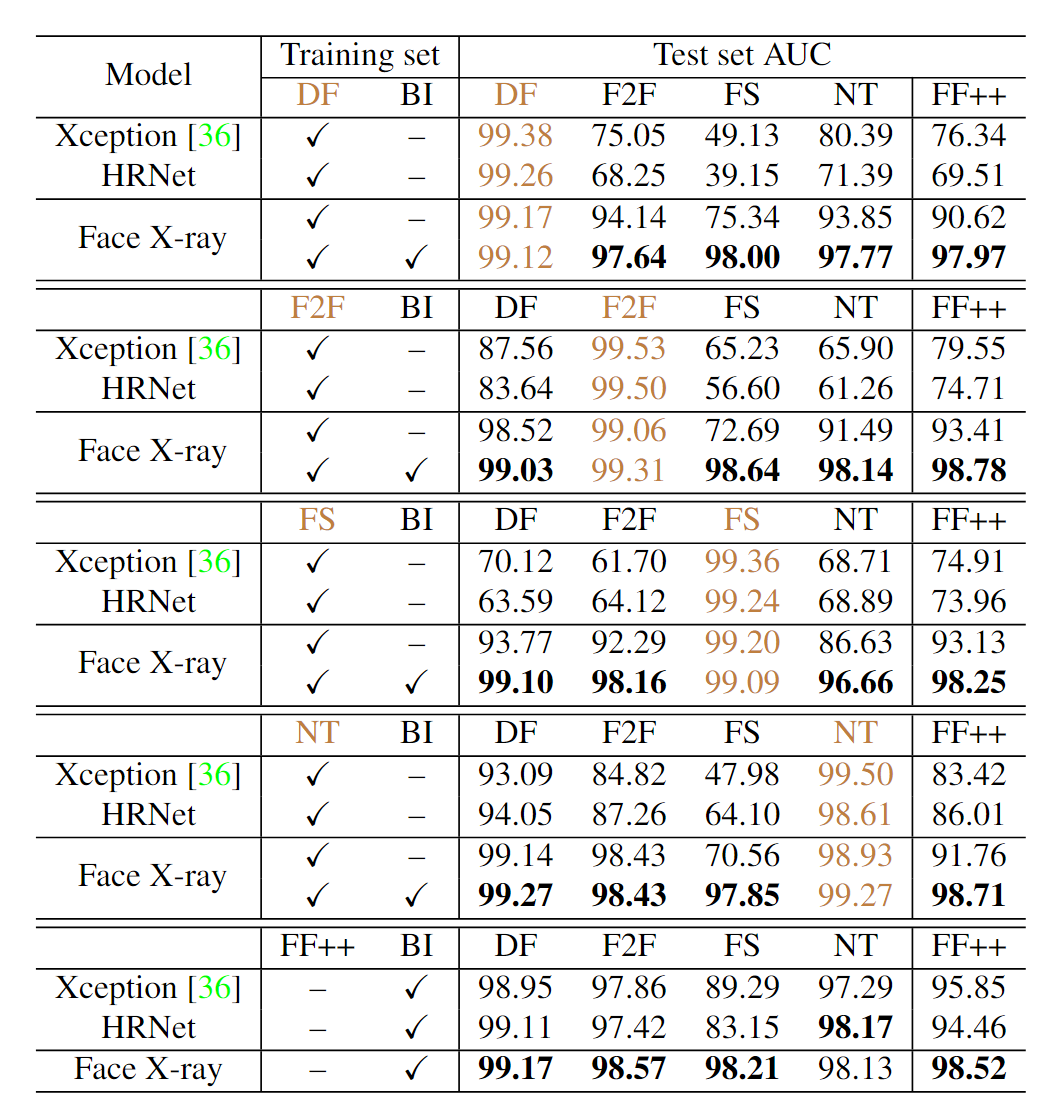 Model Training set Test set AUC
DF BI DF F2F FS NT FF++
Xception [36] ✓ – 99.38 75.05 49.13 80.39 76.34
HRNet ✓ – 99.26 68.25 39.15 71.39 69.51
Face X-ray ✓ – 99.17 94.14 75.34 93.85 90.62
✓ ✓ 99.12 97.64 98.00 97.77 97.97
F2F BI DF F2F FS NT FF++
Xception [36] ✓ – 87.56 99.53 65.23 65.90 79.55
HRNet ✓ – 83.64 99.50 56.60 61.26 74.71
Face X-ray ✓ – 98.52 99.06 72.69 91.49 93.41
✓ ✓ 99.03 99.31 98.64 98.14 98.78
FS BI DF F2F FS NT FF++
Xception [36] ✓ – 70.12 61.70 99.36 68.71 74.91
HRNet ✓ – 63.59 64.12 99.24 68.89 73.96
Face X-ray ✓ – 93.77 92.29 99.20 86.63 93.13
✓ ✓ 99.10 98.16 99.09 96.66 98.25
NT BI DF F2F FS NT FF++
Xception [36] ✓ – 93.09 84.82 47.98 99.50 83.42
HRNet ✓ – 94.05 87.26 64.10 98.61 86.01
Face X-ray ✓ – 99.14 98.43 70.56 98.93 91.76
✓ ✓ 99.27 98.43 97.85 99.27 98.71
FF++ BI DF F2F FS NT FF++
Xception [36] – ✓ 98.95 97.86 89.29 97.29 95.85
HRNet – ✓ 99.11 97.42 83.15 98.17 94.46
Face X-ray – ✓ 99.17 98.57 98.21 98.13 98.52